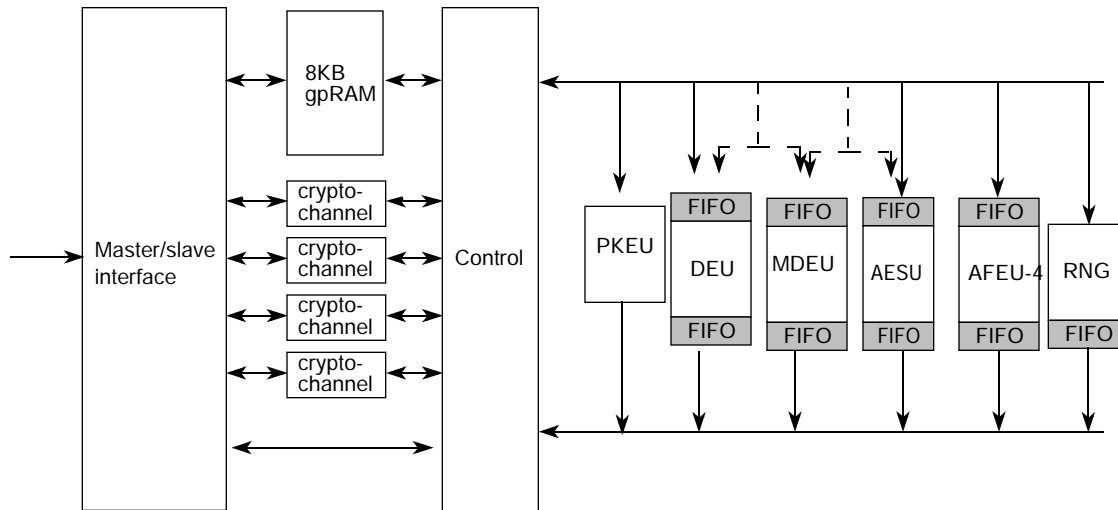 8KB
gpRAM
crypto-
channel
crypto-
channel
crypto-
channel
crypto-
channel
Master/slave
interface
Control
FIFO
FIFO
FIFO
FIFO
PKEU
DEU
MDEU
AESU
AFEU-4
RNG
FIFO
FIFO
FIFO
FIFO
FIFO